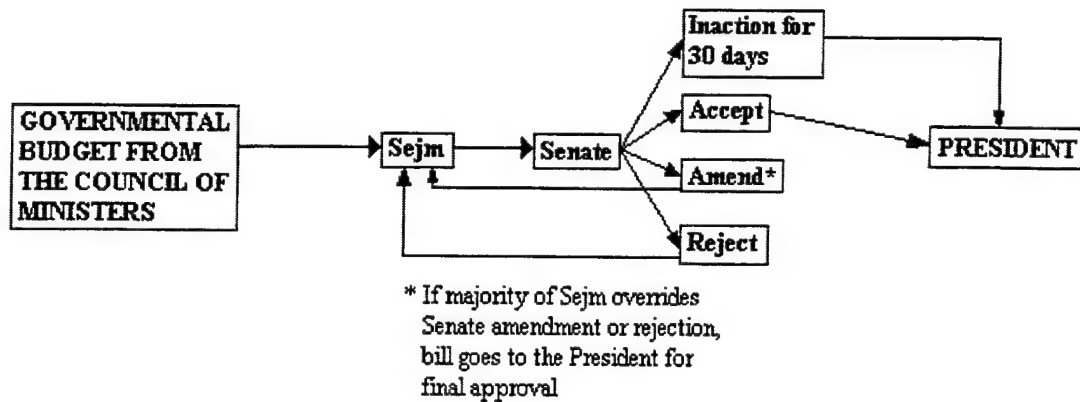 Inaction for
30 days
GOVERNMENTAL
BUDGET FROM
THE COUNCIL OF
MINISTERS
Sejm
Senate
Accept
PRESIDENT
Amend*
Reject
* If majority of Sejm overrides
Senate amendment or rejection,
bill goes to the President for
final approval